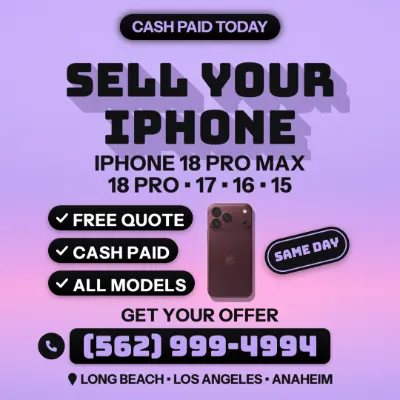 CASH PAID TODAY
SELL YOUR
IPHONE
IPHONE 18 PRO MAX
18 PRO ▪ 17 ▪ 16 ▪ 15
FREE QUOTE
CASH PAID
ALL MODELS
SAME DAY
GET YOUR OFFER
(562) 999-4994
LONG BEACH ▪ LOS ANGELES ▪ ANAHEIM